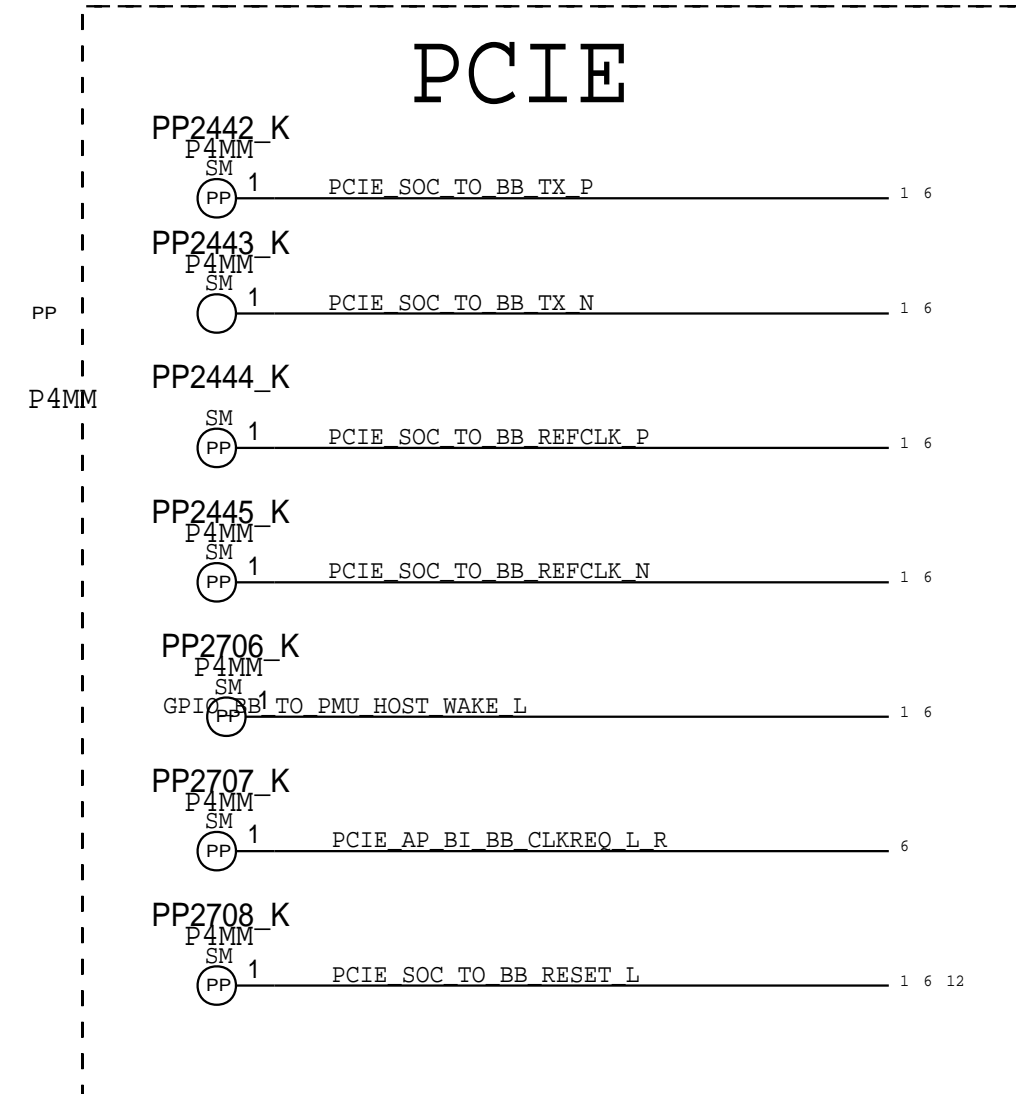 PCIE
PP2442_K
P4MM
SM
PP 1 PCIE_SOC_TO_BB_TX_P 1 6
PP2443_K
P4MM
SM
PP 1 PCIE_SOC_TO_BB_TX_N 1 6
PP2444_K
P4MM
SM
PP 1 PCIE_SOC_TO_BB_REFCLK_P 1 6
PP2445_K
P4MM
SM
PP 1 PCIE_SOC_TO_BB_REFCLK_N 1 6
PP2706_K
P4MM
SM
PP 1 GPIO_BB_TO_PMU_HOST_WAKE_L 1 6
PP2707_K
P4MM
SM
PP 1 PCIE_AP_BI_BB_CLKREQ_L_R 6
PP2708_K
P4MM
SM
PP 1 PCIE_SOC_TO_BB_RESET_L 1 6 12